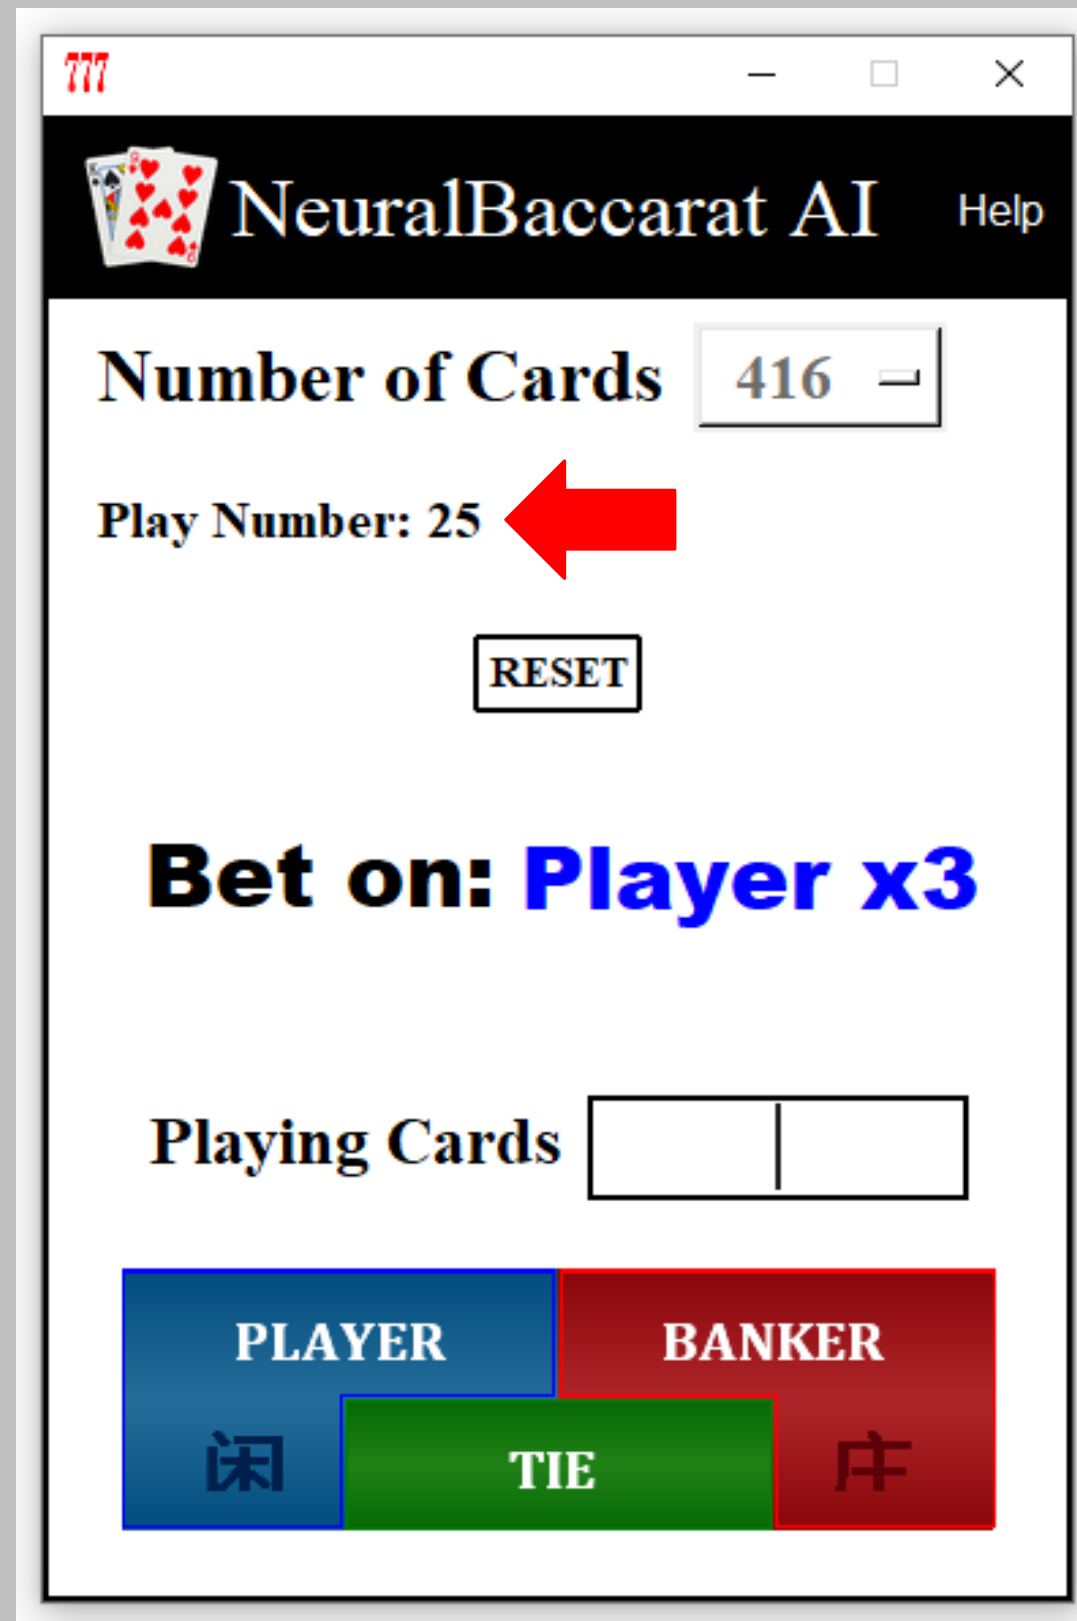 777
NeuralBaccarat AI Help
Number of Cards 416
Play Number: 25
RESET
Bet on: Player x3
Playing Cards
PLAYER BANKER
闲 TIE 庄